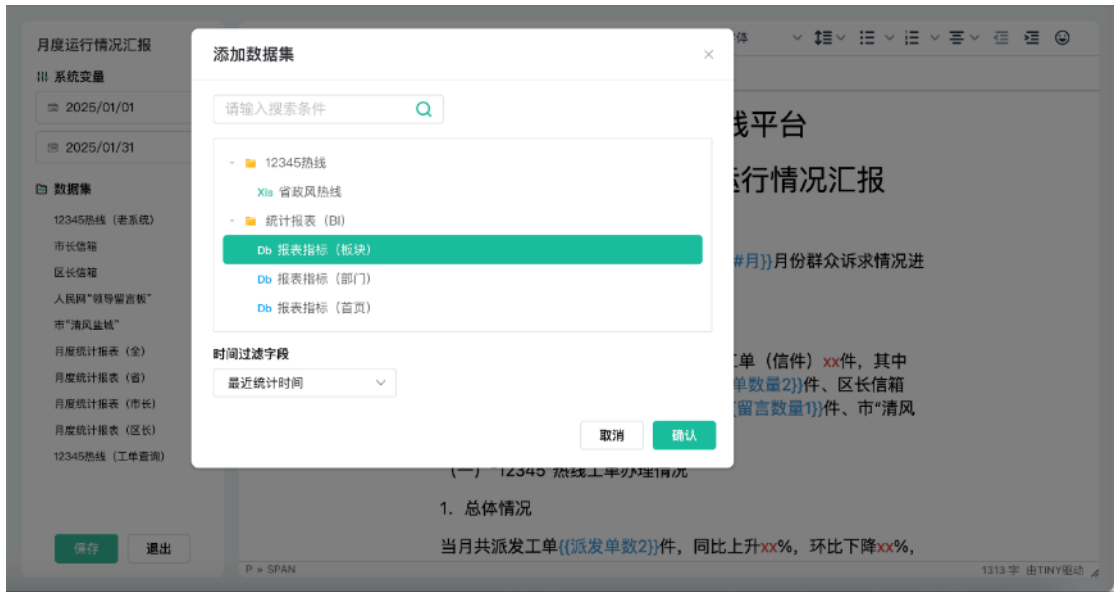 月度运行情况汇报
系统变量
2025/01/01
2025/01/31
数据集
12345热线（老系统）
市长信箱
区长信箱
人民网“领导留言板”
市“清风盐城”
月度统计报表（全）
月度统计报表（省）
月度统计报表（市长）
月度统计报表（区长）
12345热线（工单查询）
保存
退出
添加数据集
请输入搜索条件
12345热线
Xls 省政风热线
统计报表（BI）
Db 报表指标（板块）
Db 报表指标（部门）
Db 报表指标（首页）
时间过滤字段
最近统计时间
取消
确认
体
线平台
运行情况汇报
#月}}月份群众诉求情况进
工单（信件）xx件，其中
单数量2}}件、区长信箱
留言数量1}}件、市“清风
（一）“12345”热线工单办理情况
1. 总体情况
当月共派发工单{{派发单数2}}件，同比上升xx%，环比下降xx%，
P » SPAN
1313 字 由TINY驱动